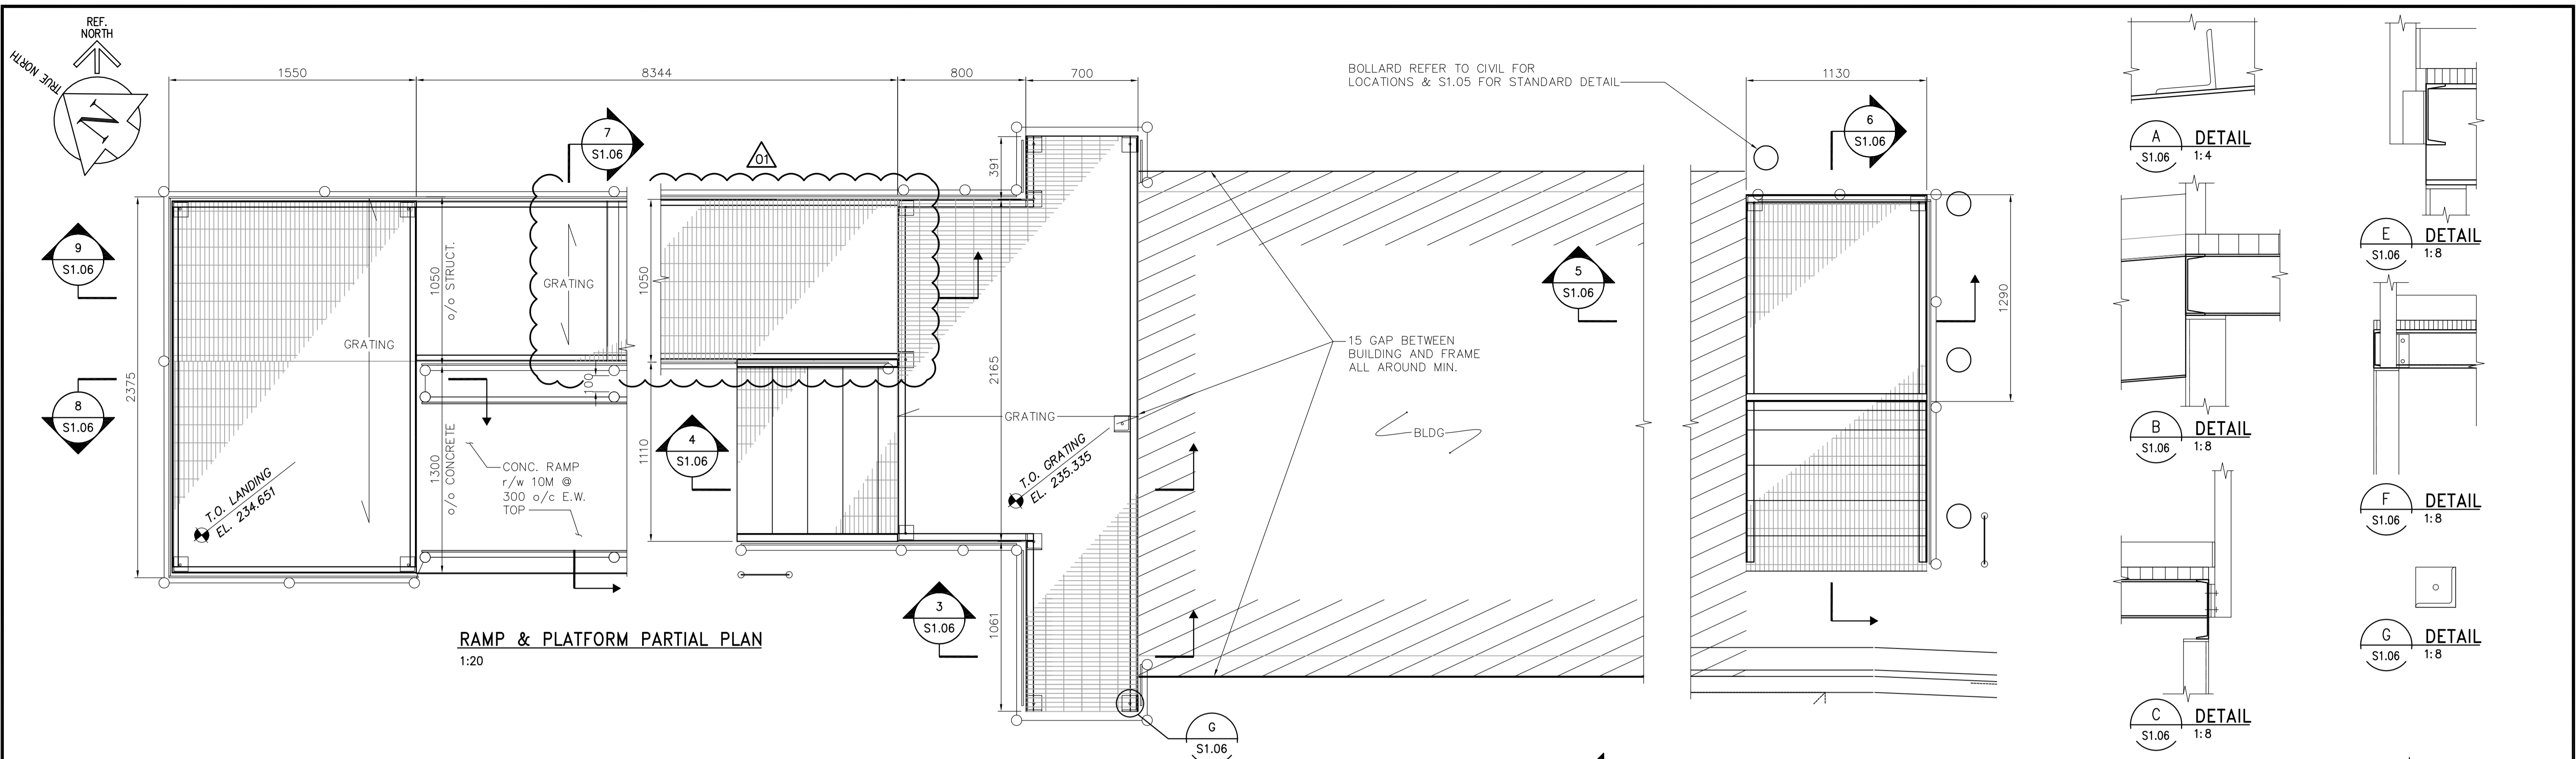 REF.
NORTH
TRUE NORTH
N
1550
8344
800
700
1130
BOLLARD REFER TO CIVIL FOR
LOCATIONS & S1.05 FOR STANDARD DETAIL
7
S1.06
01
6
S1.06
391
9
S1.06
8
S1.06
2375
1050
o/o STRUCT.
GRATING
GRATING
1050
100
1300
o/o CONCRETE
CONC. RAMP
r/w 10M @
300 o/c E.W.
TOP
T.O. LANDING
EL. 234.651
1110
4
S1.06
2165
GRATING
T.O. GRATING
EL. 235.335
3
S1.06
1061
G
S1.06
15 GAP BETWEEN
BUILDING AND FRAME
ALL AROUND MIN.
5
S1.06
BLDG
1290
RAMP & PLATFORM PARTIAL PLAN
1:20
A
S1.06
DETAIL
1:4
B
S1.06
DETAIL
1:8
C
S1.06
DETAIL
1:8
E
S1.06
DETAIL
1:8
F
S1.06
DETAIL
1:8
G
S1.06
DETAIL
1:8